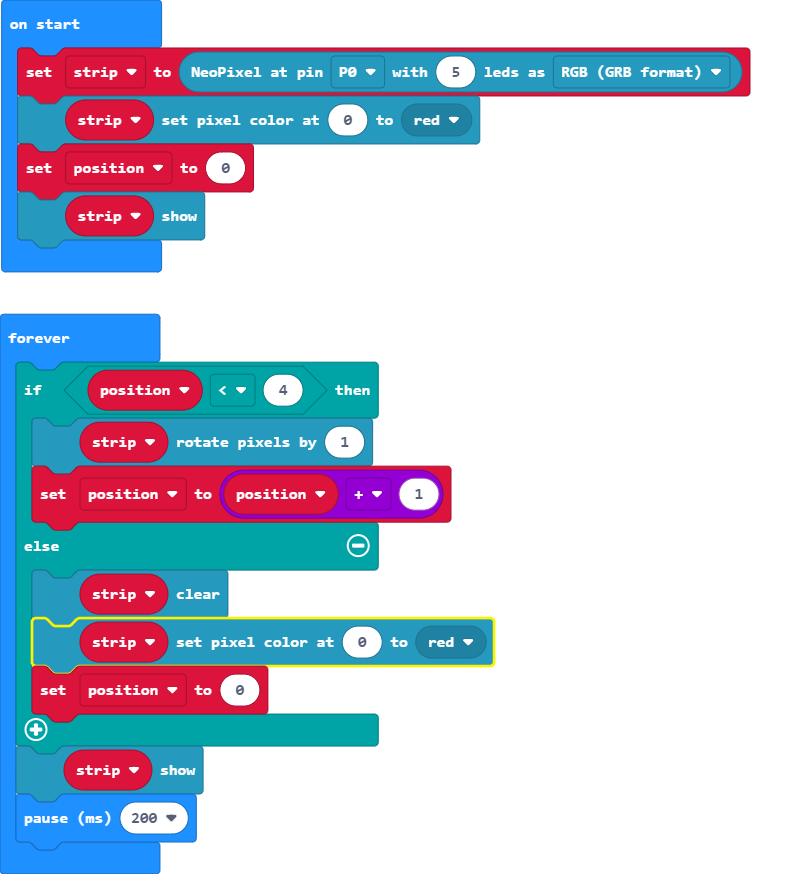 on start
set strip to NeoPixel at pin P0 with 5 leds as RGB (GRB format)
strip set pixel color at 0 to red
set position to 0
strip show
forever
if position < 4 then
strip rotate pixels by 1
set position to position + 1
else
strip clear
strip set pixel color at 0 to red
set position to 0
strip show
pause (ms) 200